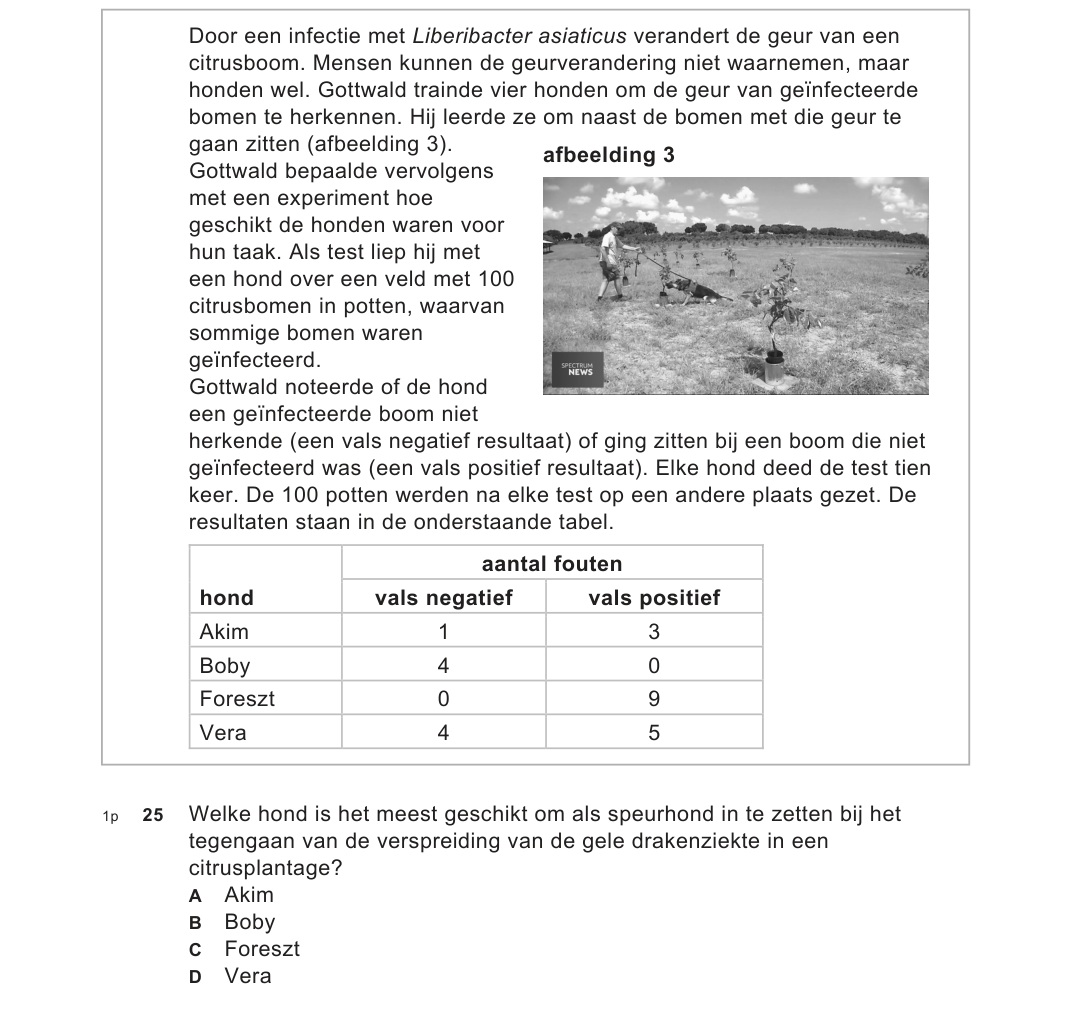 Door een infectie met Liberibacter asiaticus verandert de geur van een
citrusboom. Mensen kunnen de geurverandering niet waarnemen, maar
honden wel. Gottwald trainde vier honden om de geur van geïnfecteerde
bomen te herkennen. Hij leerde ze om naast de bomen met die geur te
gaan zitten (afbeelding 3).
Gottwald bepaalde vervolgens
met een experiment hoe
geschikt de honden waren voor
hun taak. Als test liep hij met
een hond over een veld met 100
citrusbomen in potten, waarvan
sommige bomen waren
geïnfecteerd.
Gottwald noteerde of de hond
een geïnfecteerde boom niet
afbeelding 3
SPECTRUM
NEWS
herkende (een vals negatief resultaat) of ging zitten bij een boom die niet
geïnfecteerd was (een vals positief resultaat). Elke hond deed de test tien
keer. De 100 potten werden na elke test op een andere plaats gezet. De
resultaten staan in de onderstaande tabel.
aantal fouten
hond vals negatief vals positief
Akim 1 3
Boby 4 0
Foreszt 0 9
Vera 4 5
1p 25 Welke hond is het meest geschikt om als speurhond in te zetten bij het
tegengaan van de verspreiding van de gele drakenziekte in een
citrusplantage?
A Akim
B Boby
C Foreszt
D Vera